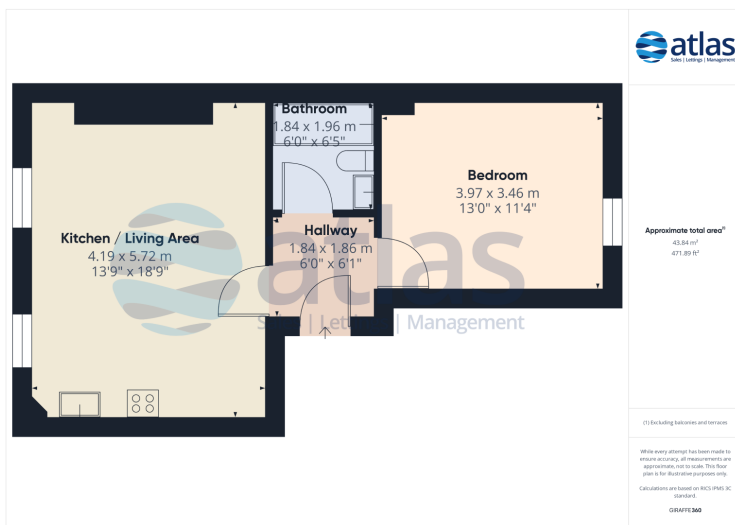 atlas
Sales | Lettings | Management
Bathroom
1.84 x 1.96 m
6'0" x 6'5"
Bedroom
3.97 x 3.46 m
13'0" x 11'4"
Kitchen / Living Area
4.19 x 5.72 m
13'9" x 18'9"
Hallway
1.84 x 1.86 m
6'0" x 6'1"
atlas
Sales | Lettings | Management
Approximate total area(1)
43.84 m²
471.89 ft²
(1) Excluding balconies and terraces
While every attempt has been made to
ensure accuracy, all measurements are
approximate, not to scale. This floor
plan is for illustrative purposes only.
Calculations are based on RICS IPMS 3C
standard.
GIRAFFE360